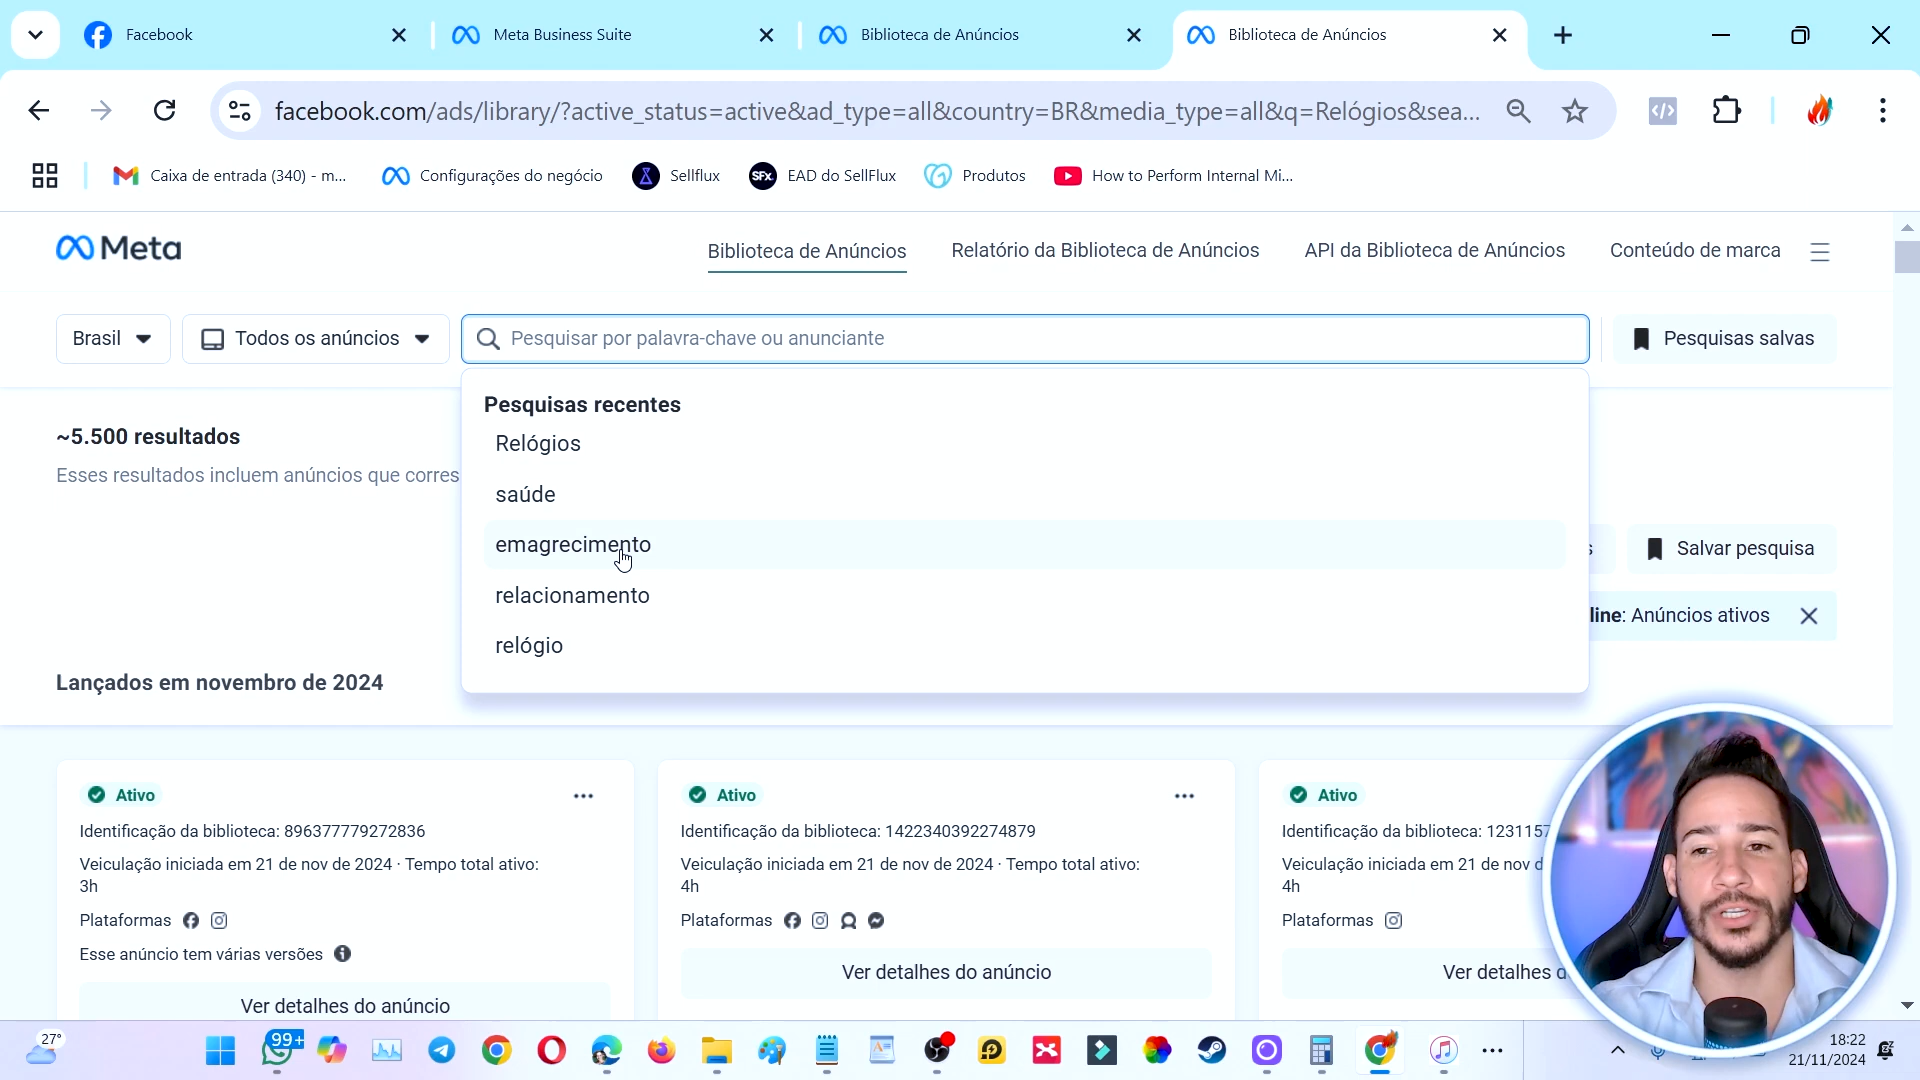 Facebook
Meta Business Suite
Biblioteca de Anúncios
Biblioteca de Anúncios
facebook.com/ads/library/?active_status=active&ad_type=all&country=BR&media_type=all&q=Relógios&sea...
Caixa de entrada (340) - m...
Configurações do negócio
Sellflux
SFx
EAD do SellFlux
Produtos
How to Perform Internal Mi...
Meta
Biblioteca de Anúncios
Relatório da Biblioteca de Anúncios
API da Biblioteca de Anúncios
Conteúdo de marca
Brasil
Todos os anúncios
Pesquisar por palavra-chave ou anunciante
Pesquisas salvas
Pesquisas recentes
Relógios
saúde
emagrecimento
relacionamento
relógio
~5.500 resultados
Esses resultados incluem anúncios que corres
s
Salvar pesquisa
line: Anúncios ativos
Lançados em novembro de 2024
Ativo
Identificação da biblioteca: 896377779272836
Veiculação iniciada em 21 de nov de 2024 · Tempo total ativo:
3h
Plataformas
Esse anúncio tem várias versões
Ver detalhes do anúncio
Ativo
Identificação da biblioteca: 1422340392274879
Veiculação iniciada em 21 de nov de 2024 · Tempo total ativo:
4h
Plataformas
Ver detalhes do anúncio
Ativo
Identificação da biblioteca: 1231157
Veiculação iniciada em 21 de nov d
4h
Plataformas
Ver detalhes d
27°
99+
18:22
21/11/2024